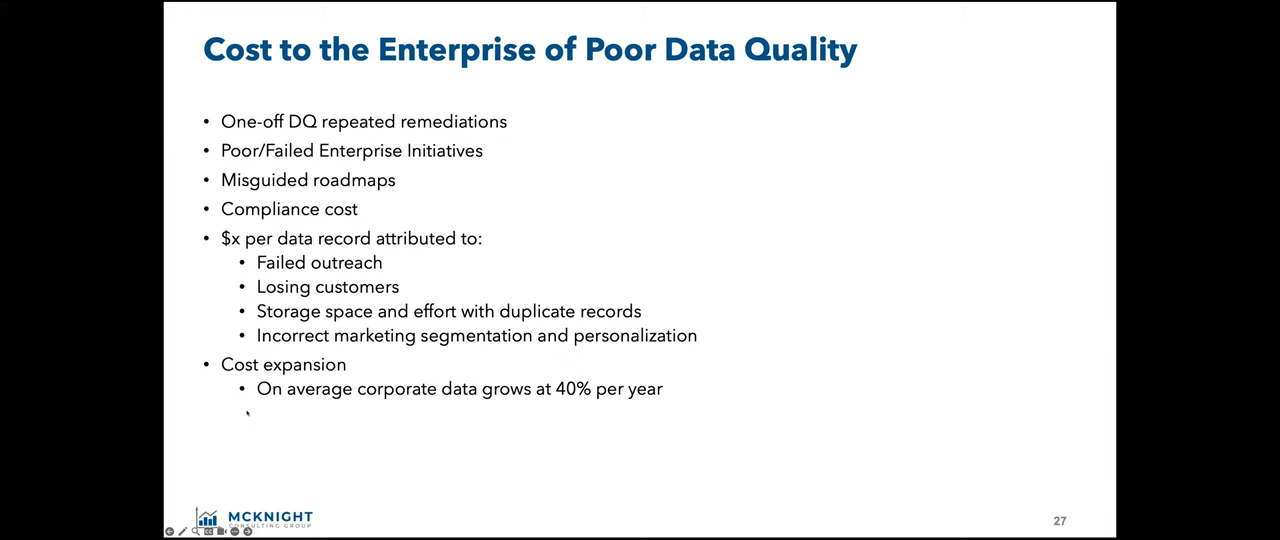 Cost to the Enterprise of Poor Data Quality
• One-off DQ repeated remediations
• Poor/Failed Enterprise Initiatives
• Misguided roadmaps
• Compliance cost
• $x per data record attributed to:
• Failed outreach
• Losing customers
• Storage space and effort with duplicate records
• Incorrect marketing segmentation and personalization
• Cost expansion
• On average corporate data grows at 40% per year
MCKNIGHT
CONSULTING GROUP
27